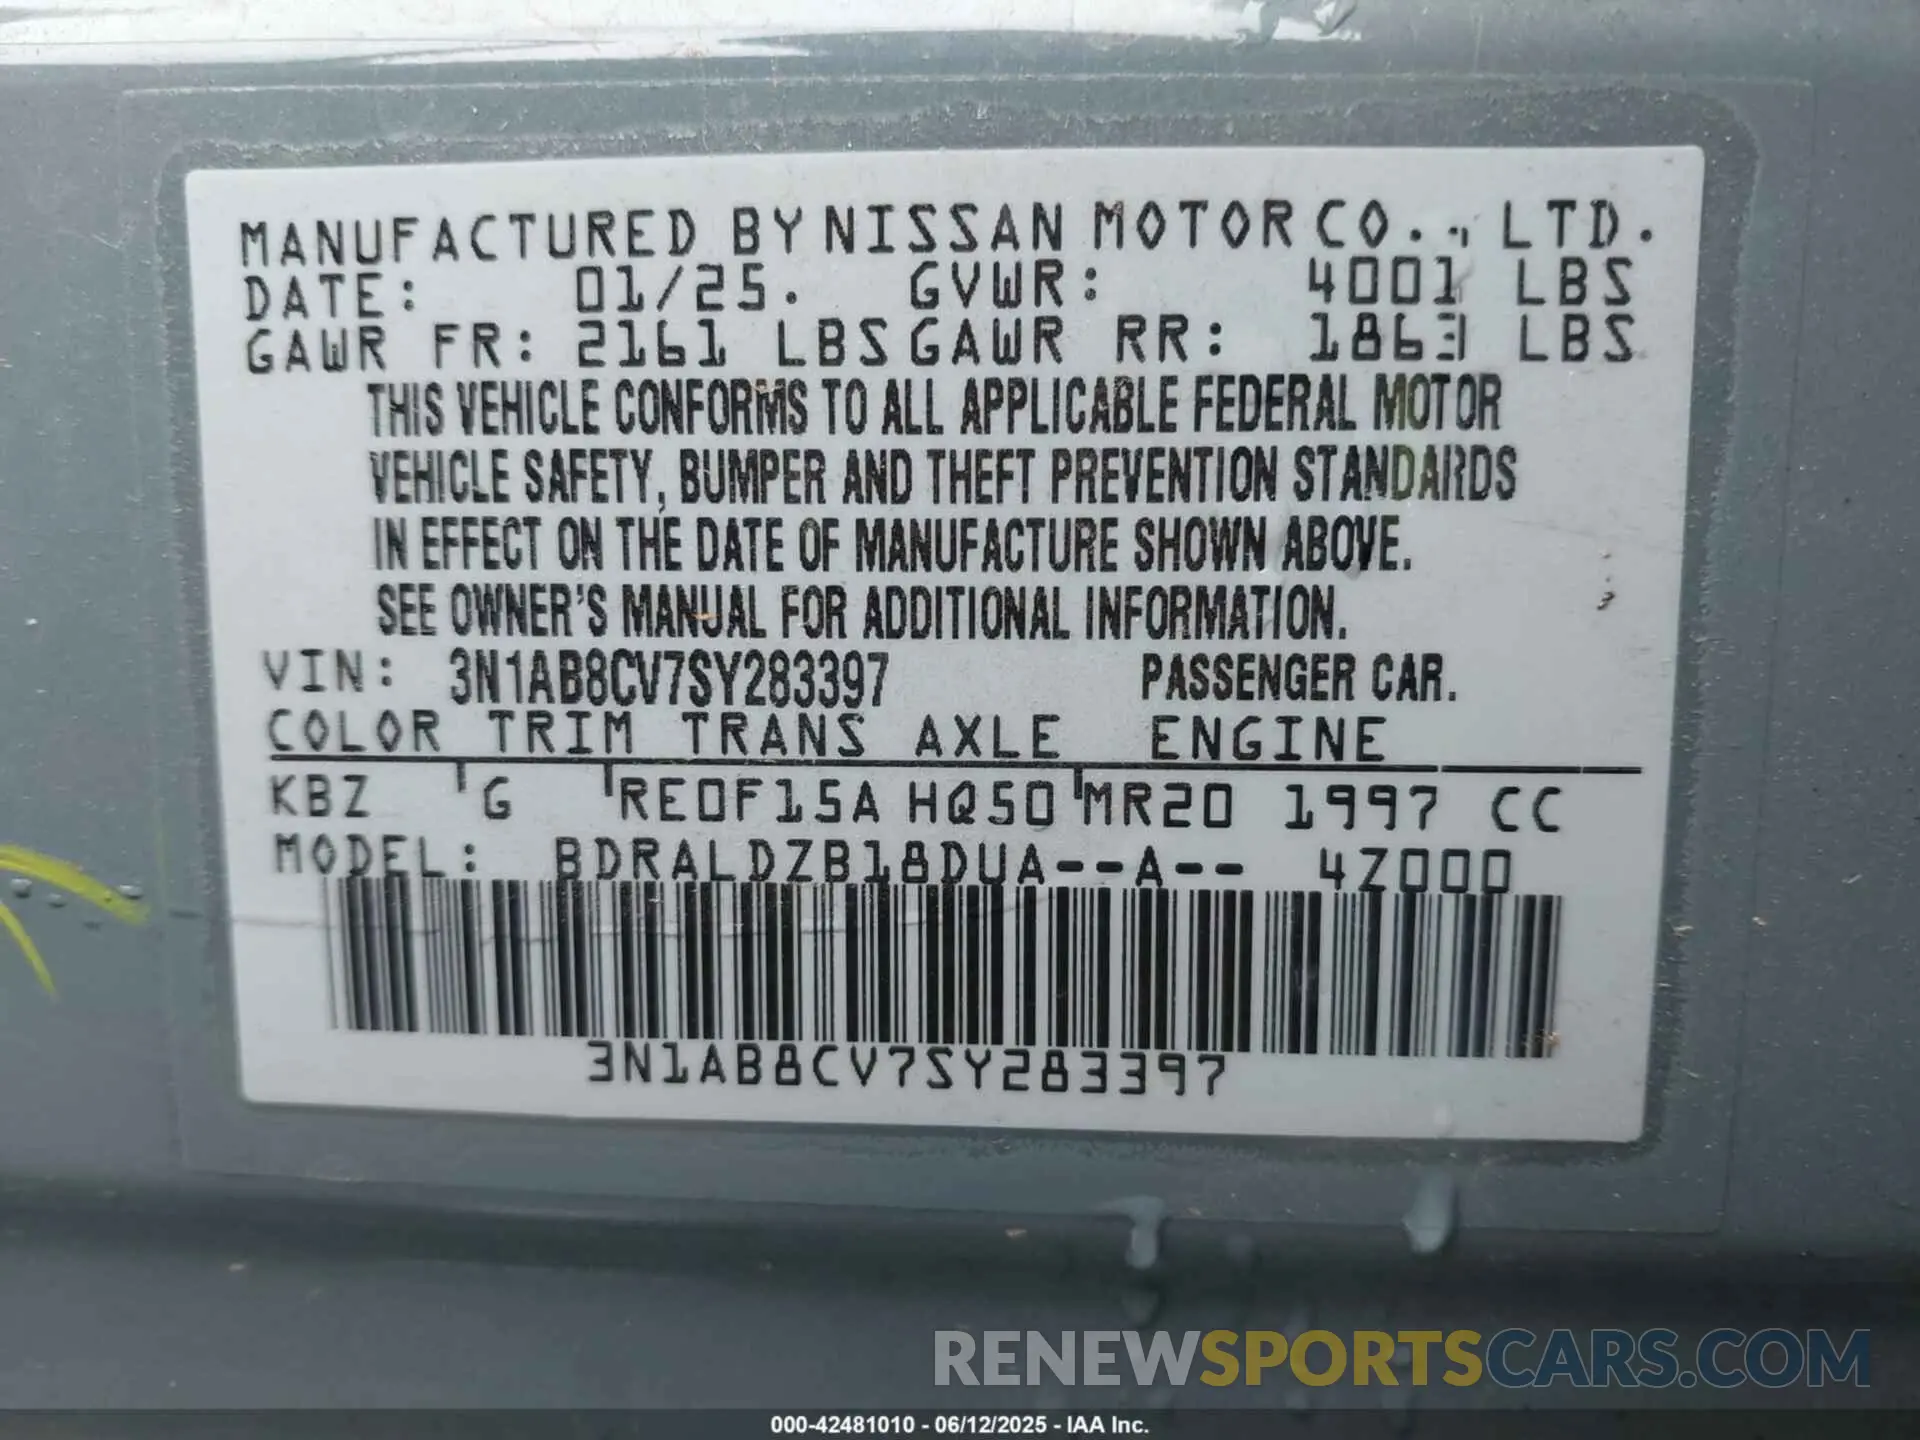 MANUFACTURED BY NISSAN MOTOR CO., LTD.
DATE: 01/25. GVWR: 4001 LBS
GAWR FR: 2161 LBS GAWR RR: 1863 LBS
THIS VEHICLE CONFORMS TO ALL APPLICABLE FEDERAL MOTOR
VEHICLE SAFETY, BUMPER AND THEFT PREVENTION STANDARDS
IN EFFECT ON THE DATE OF MANUFACTURE SHOWN ABOVE.
SEE OWNER'S MANUAL FOR ADDITIONAL INFORMATION.
VIN: 3N1AB8CV7SY283397 PASSENGER CAR.
COLOR TRIM TRANS AXLE ENGINE
KBZ G RE0F15A HQ50 MR20 1997 CC
MODEL: BDRALDZB18DUA--A-- 4Z000
3N1AB8CV7SY283397
RENEWSPORTSCARS.COM
000-42481010 - 06/12/2025 - IAA Inc.